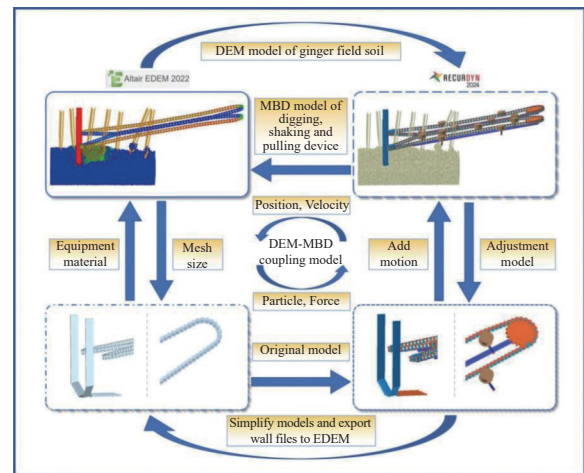 DEM model of ginger field soil
Altair EDEM 2022
RECURDYN
2024
MBD model of
digging,
shaking and
pulling device
Position, Velocity
Equipment
material
Mesh
size
DEM-MBD
coupling model
Add
motion
Adjustment
model
Particle, Force
Original model
Simplify models and export
wall files to EDEM